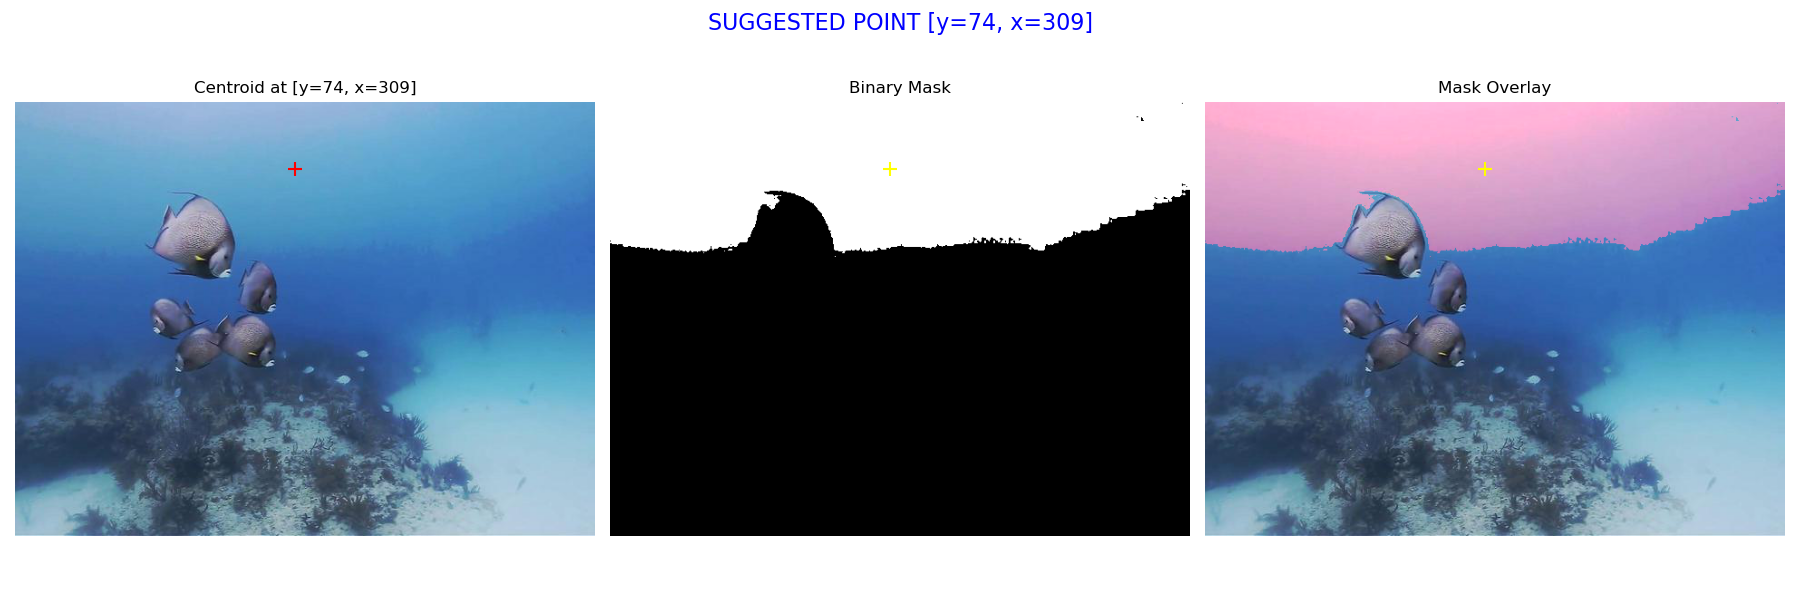 SUGGESTED POINT [y=74, x=309]
Centroid at [y=74, x=309]
Binary Mask
Mask Overlay